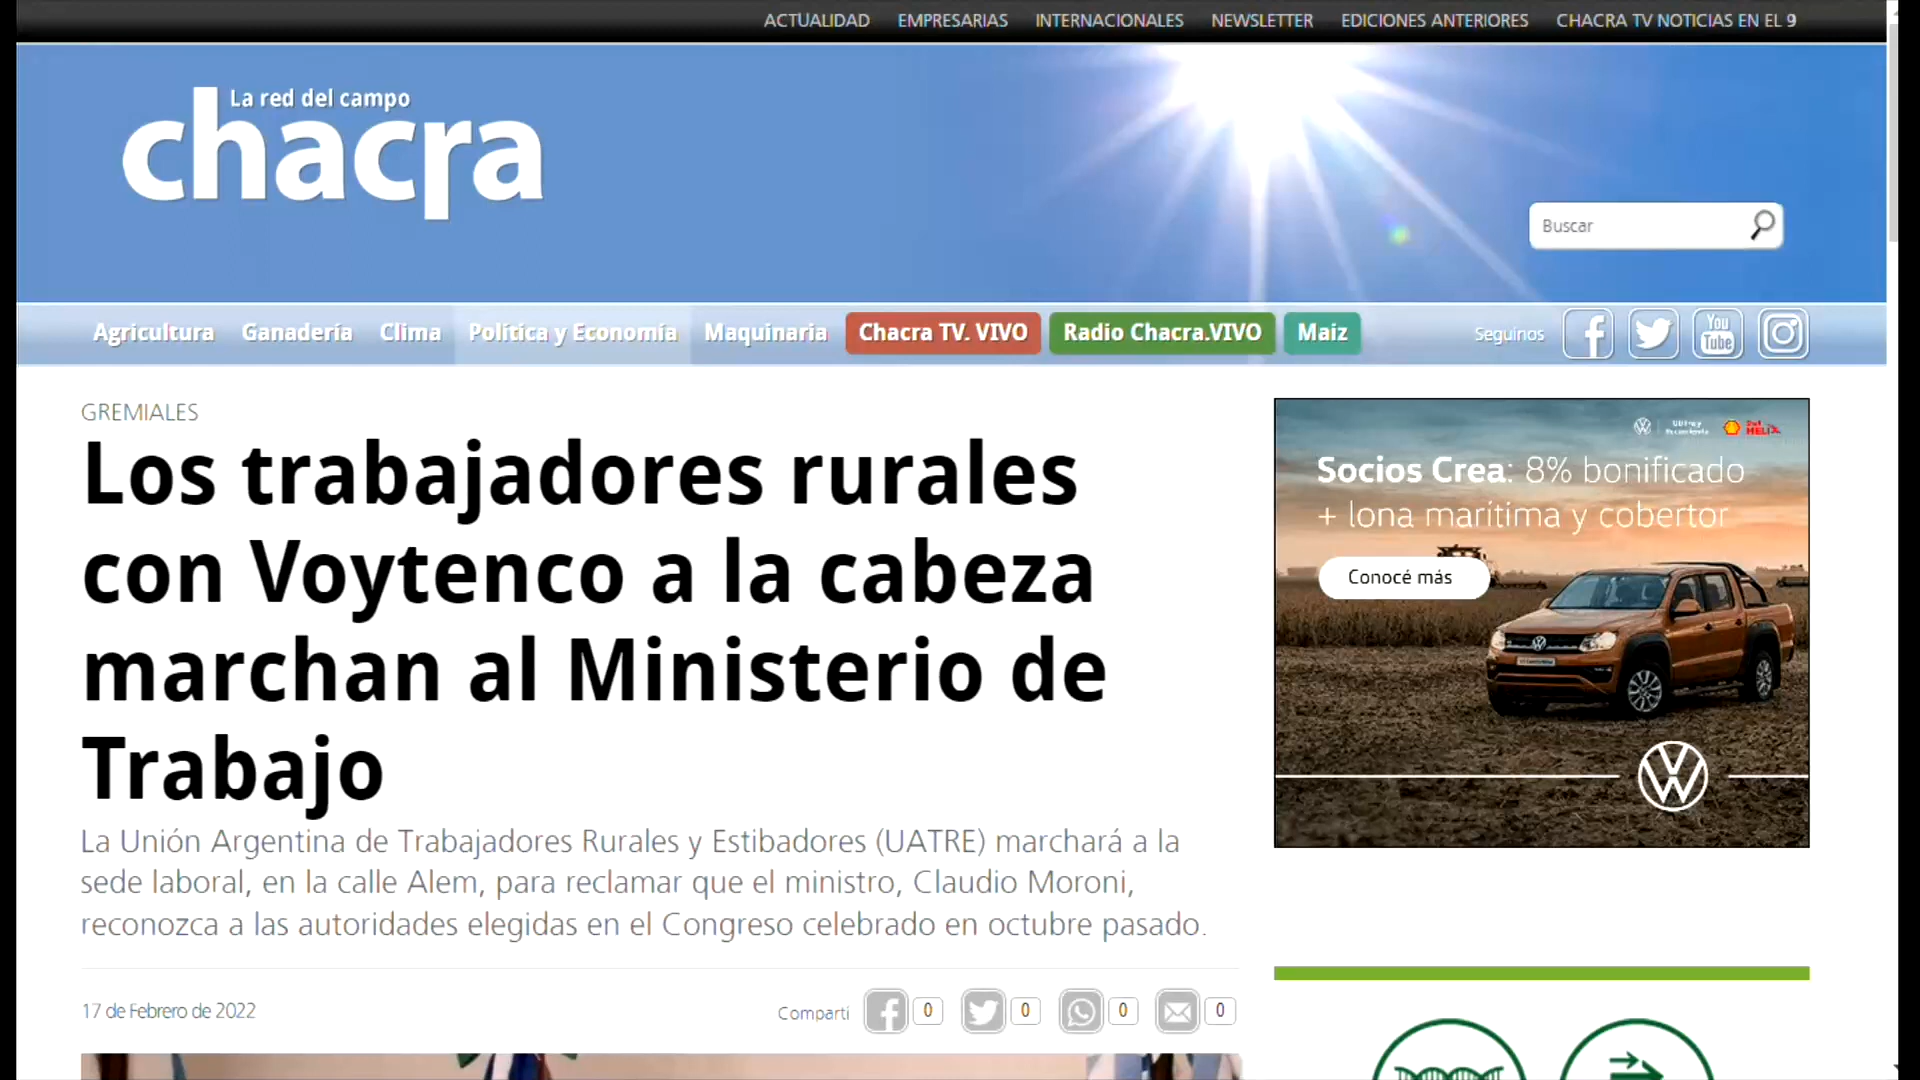 ACTUALIDAD EMPRESARIAS INTERNACIONALES NEWSLETTER EDICIONES ANTERIORES CHACRA TV NOTICIAS EN EL 9
La red del campo
chacra
Buscar
Agricultura Ganadería Clima Política y Economía Maquinaria Chacra TV. VIVO Radio Chacra.VIVO Maiz Seguinos
You
Tube
GREMIALES
Los trabajadores rurales
con Voytenco a la cabeza
marchan al Ministerio de
Trabajo
La Unión Argentina de Trabajadores Rurales y Estibadores (UATRE) marchará a la
sede laboral, en la calle Alem, para reclamar que el ministro, Claudio Moroni,
reconozca a las autoridades elegidas en el Congreso celebrado en octubre pasado.
17 de Febrero de 2022
Compartí 0 0 0 0
HELIX
Socios Crea: 8% bonificado
+ lona marítima y cobertor
Conocé más